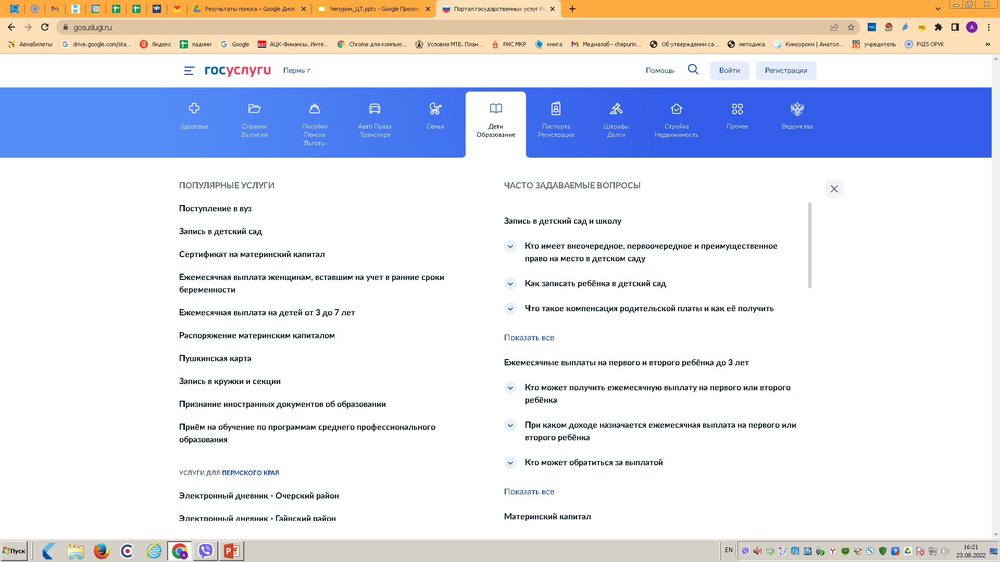 Результаты поиска – Google Диск
Чепурин_ЦТ.pptx - Google Презен
Портал государственных услуг Ро
gosuslugi.ru
Авиабилеты
drive.google.com/sta...
Яндекс
ладими
Google
АЦК-Финансы. Инте...
Chrome для компью...
Условия МТБ. План...
РИС МКР
книга
Медиалаб - chepurin...
Об утверждении са...
методика
Киноуроки | Анатол...
учредитель
FGIS OPVK
»
госуслуги
Пермь г
Помощь
Войти
Регистрация
Здоровье
Справки
Выписки
Пособия
Пенсия
Льготы
Авто Права
Транспорт
Семья
Дети
Образование
Паспорта
Регистрация
Штрафы
Долги
Стройка
Недвижимость
Прочее
Ведомства
ПОПУЛЯРНЫЕ УСЛУГИ
Поступление в вуз
Запись в детский сад
Сертификат на материнский капитал
Ежемесячная выплата женщинам, вставшим на учет в ранние сроки
беременности
Ежемесячная выплата на детей от 3 до 7 лет
Распоряжение материнским капиталом
Пушкинская карта
Запись в кружки и секции
Признание иностранных документов об образовании
Приём на обучение по программам среднего профессионального
образования
УСЛУГИ ДЛЯ ПЕРМСКОГО КРАЯ
Электронный дневник - Очерский район
Электронный дневник - Гайнский район
ЧАСТО ЗАДАВАЕМЫЕ ВОПРОСЫ
Запись в детский сад и школу
Кто имеет внеочередное, первоочередное и преимущественное
право на место в детском саду
Как записать ребёнка в детский сад
Что такое компенсация родительской платы и как её получить
Показать все
Ежемесячные выплаты на первого и второго ребёнка до 3 лет
Кто может получить ежемесячную выплату на первого или второго
ребёнка
При каком доходе назначается ежемесячная выплата на первого или
второго ребёнка
Кто может обратиться за выплатой
Показать все
Материнский капитал
Пуск
EN
16:21
23.08.2022